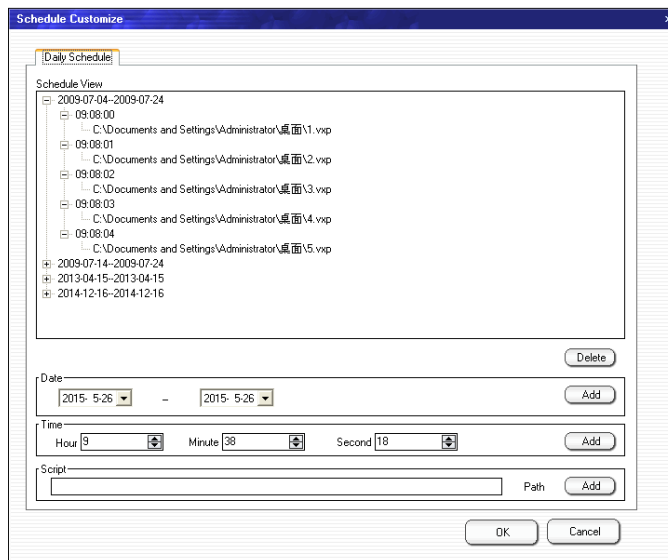 Schedule Customize
Daily Schedule
Schedule View
2009-07-04--2009-07-24
09:08:00
C:\Documents and Settings\Administrator\桌面\1.vxp
09:08:01
C:\Documents and Settings\Administrator\桌面\2.vxp
09:08:02
C:\Documents and Settings\Administrator\桌面\3.vxp
09:08:03
C:\Documents and Settings\Administrator\桌面\4.vxp
09:08:04
C:\Documents and Settings\Administrator\桌面\5.vxp
2009-07-14--2009-07-24
2013-04-15--2013-04-15
2014-12-16--2014-12-16
Delete
Date
2015- 5-26 – 2015- 5-26 Add
Time
Hour 9 Minute 38 Second 18 Add
Script
Path Add
OK Cancel